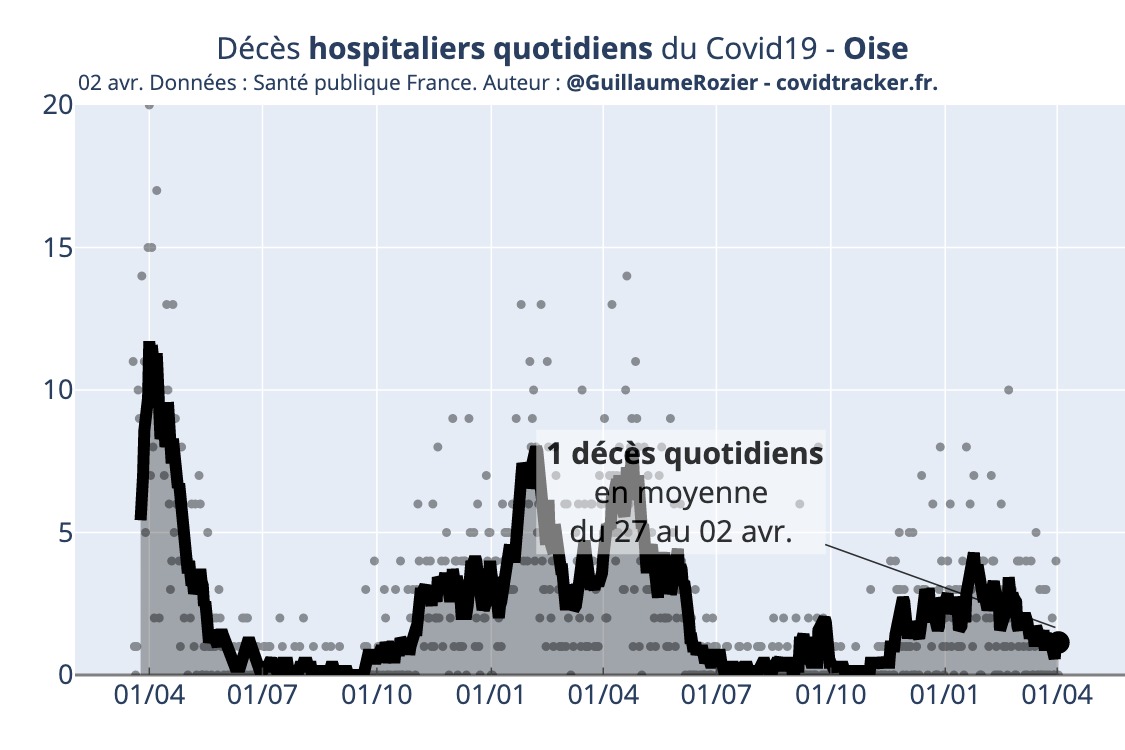 Décès hospitaliers quotidiens du Covid19 - Oise
02 avr. Données : Santé publique France. Auteur : @GuillaumeRozier - covidtracker.fr.
20
15
10
5
0
1 décès quotidiens
en moyenne
du 27 au 02 avr.
01/04 01/07 01/10 01/01 01/04 01/07 01/10 01/01 01/04